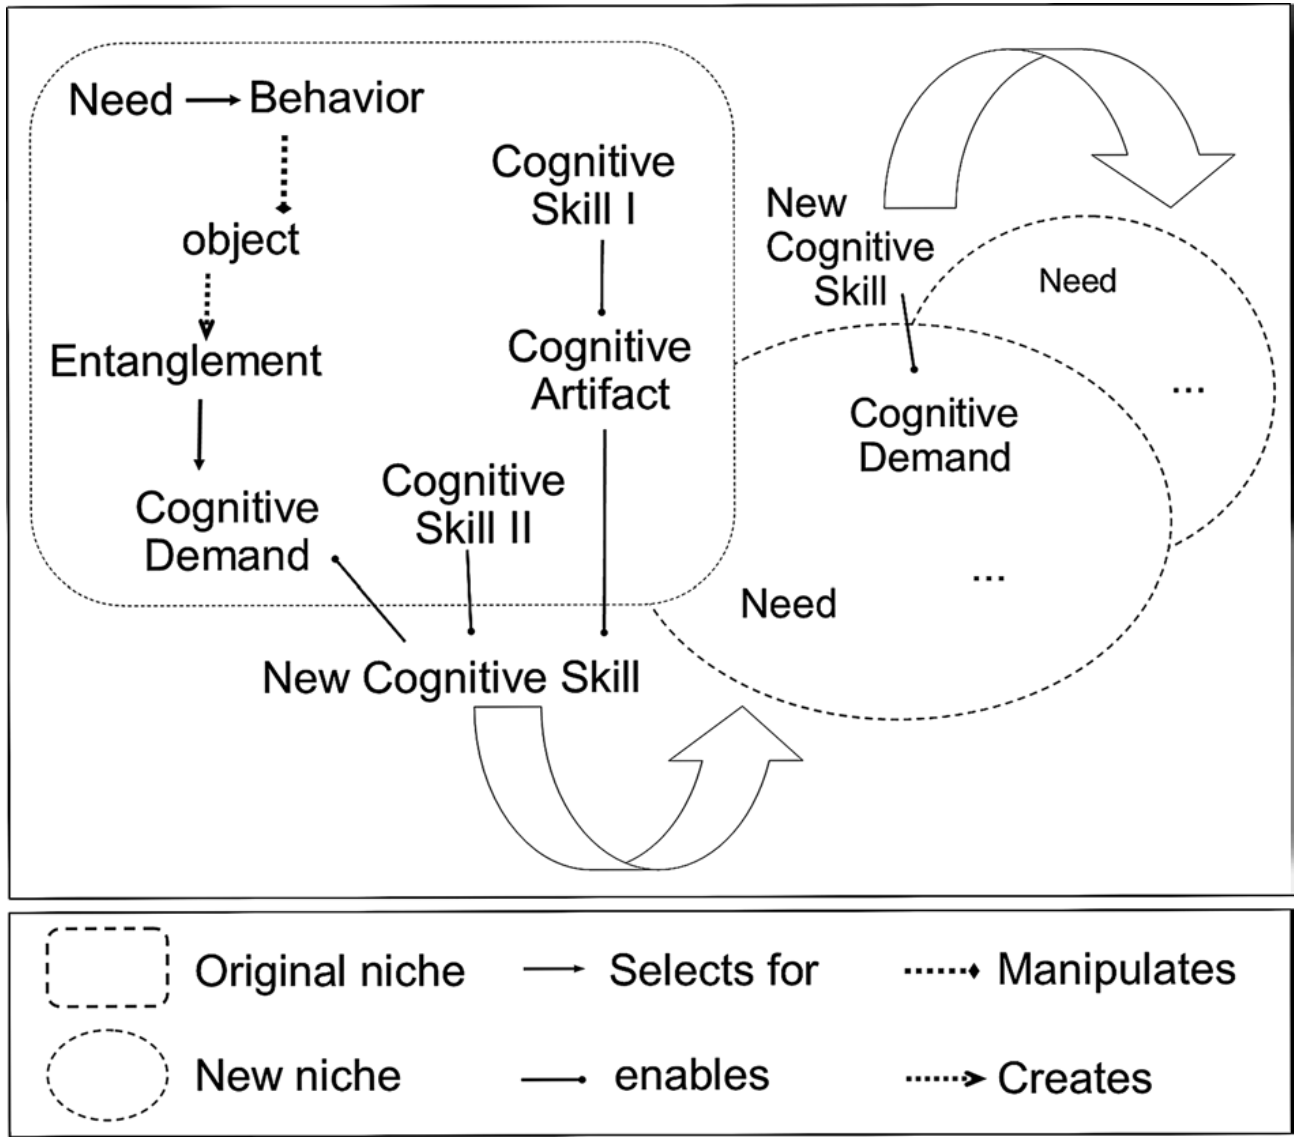 Need
Behavior
object
Entanglement
Cognitive
Demand
Cognitive
Skill I
Cognitive
Artifact
Cognitive
Skill II
New Cognitive Skill
New
Cognitive
Skill
Cognitive
Demand
Need
...
Need
...
Original niche
Selects for
Manipulates
New niche
enables
Creates